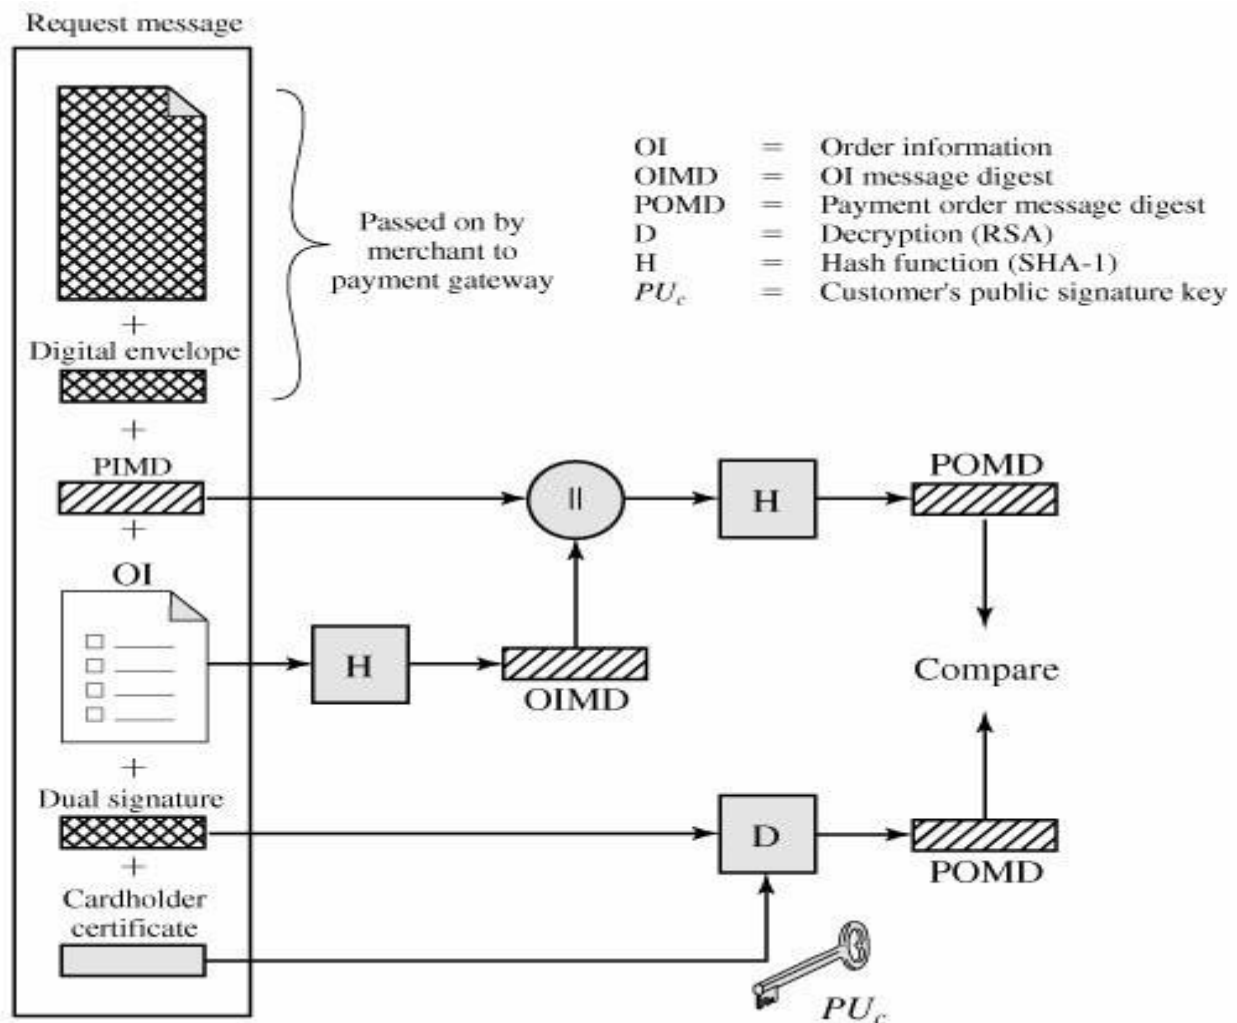 Request message
OI = Order information
OIMD = OI message digest
POMD = Payment order message digest
D = Decryption (RSA)
H = Hash function (SHA-1)
PUc = Customer's public signature key
Passed on by
merchant to
payment gateway
+
Digital envelope
+
PIMD
+
||
H
POMD
OI
H
OIMD
Compare
+
Dual signature
D
POMD
+
Cardholder
certificate
PUc